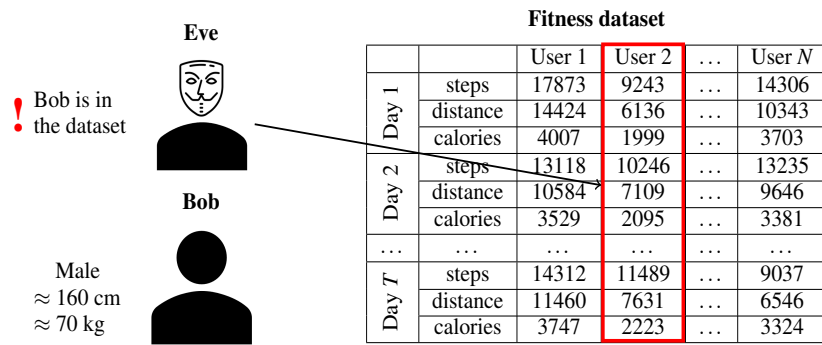 Eve
! Bob is in
the dataset
Bob
Male
≈ 160 cm
≈ 70 kg
Fitness dataset
User 1 User 2 … User N
Day 1
steps 17873 9243 … 14306
distance 14424 6136 … 10343
calories 4007 1999 … 3703
Day 2
steps 13118 10246 … 13235
distance 10584 7109 … 9646
calories 3529 2095 … 3381
… … … … … …
Day T
steps 14312 11489 … 9037
distance 11460 7631 … 6546
calories 3747 2223 … 3324